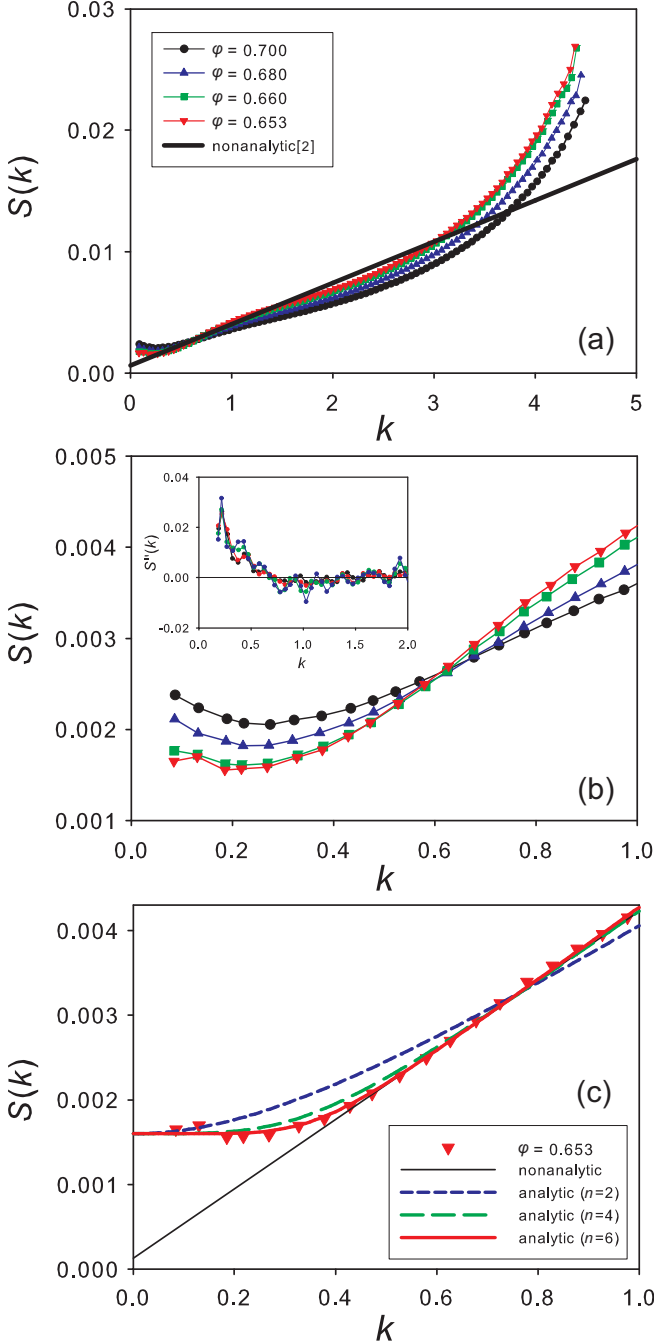 0.03
φ = 0.700
φ = 0.680
φ = 0.660
φ = 0.653
nonanalytic[2]
0.02
S(k)
0.01
(a)
0.00
0 1 2 3 4 5
k
0.005
0.04
S''(k)
0.02
0.00
-0.02
0.0 0.5 1.0 1.5 2.0
k
0.004
S(k)
0.003
0.002
(b)
0.001
0.0 0.2 0.4 0.6 0.8 1.0
k
0.004
0.003
S(k)
(c)
0.002
φ = 0.653
nonanalytic
analytic (n=2)
analytic (n=4)
analytic (n=6)
0.001
0.000
0.0 0.2 0.4 0.6 0.8 1.0
k